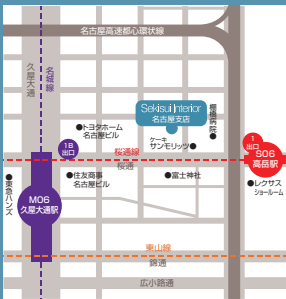 名古屋高速都心環状線
久屋大通
名城線
Sekisui Interior
名古屋支店
棚橋病院
トヨタホーム
名古屋ビル
ケーキ
サンモリッツ
1B
出口
1
出口
桜通線
桜通
S06
高岳駅
住友商事
名古屋ビル
富士神社
レクサス
ショールーム
東急ハンズ
M06
久屋大通駅
東山線
錦通
広小路通